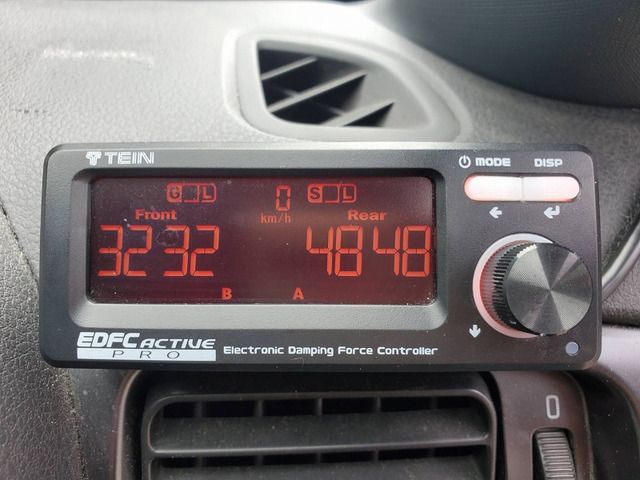 TEIN
MODE DISP
G L 0 S L
Front km/h Rear
32 32 48 48
B A
EDFC ACTIVE
PRO
Electronic Damping Force Controller
0